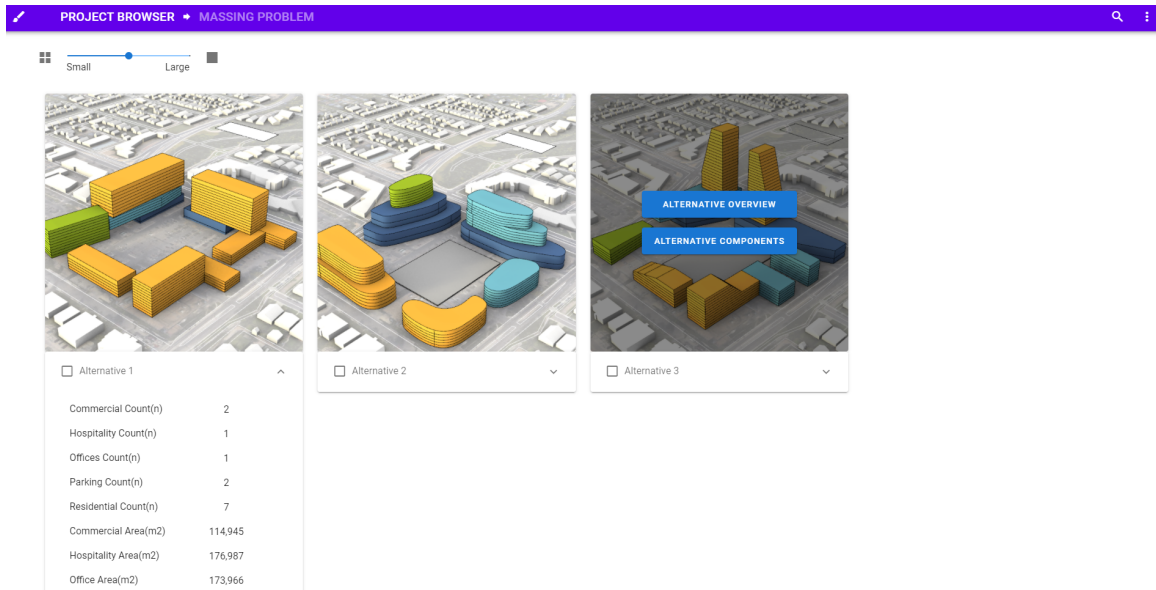 PROJECT BROWSER MASSING PROBLEM
Small Large
ALTERNATIVE OVERVIEW
ALTERNATIVE COMPONENTS
Alternative 1
Alternative 2
Alternative 3
Commercial Count(n) 2
Hospitality Count(n) 1
Offices Count(n) 1
Parking Count(n) 2
Residential Count(n) 7
Commercial Area(m2) 114,945
Hospitality Area(m2) 176,987
Office Area(m2) 173,966